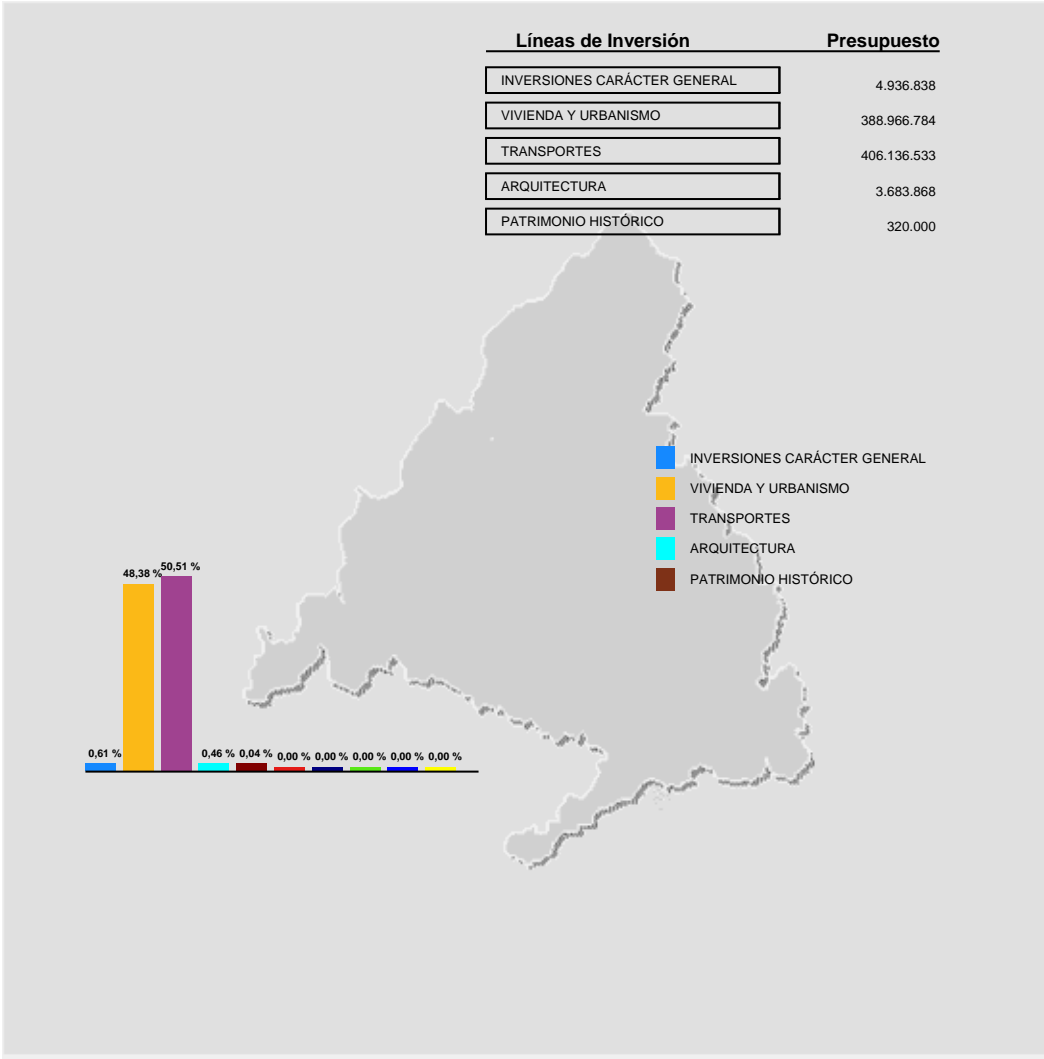 Líneas de Inversión Presupuesto
INVERSIONES CARÁCTER GENERAL 4.936.838
VIVIENDA Y URBANISMO 388.966.784
TRANSPORTES 406.136.533
ARQUITECTURA 3.683.868
PATRIMONIO HISTÓRICO 320.000
INVERSIONES CARÁCTER GENERAL
VIVIENDA Y URBANISMO
TRANSPORTES
ARQUITECTURA
PATRIMONIO HISTÓRICO
48,38 % 50,51 %
0,61 % 0,46 % 0,04 % 0,00 % 0,00 % 0,00 % 0,00 % 0,00 %